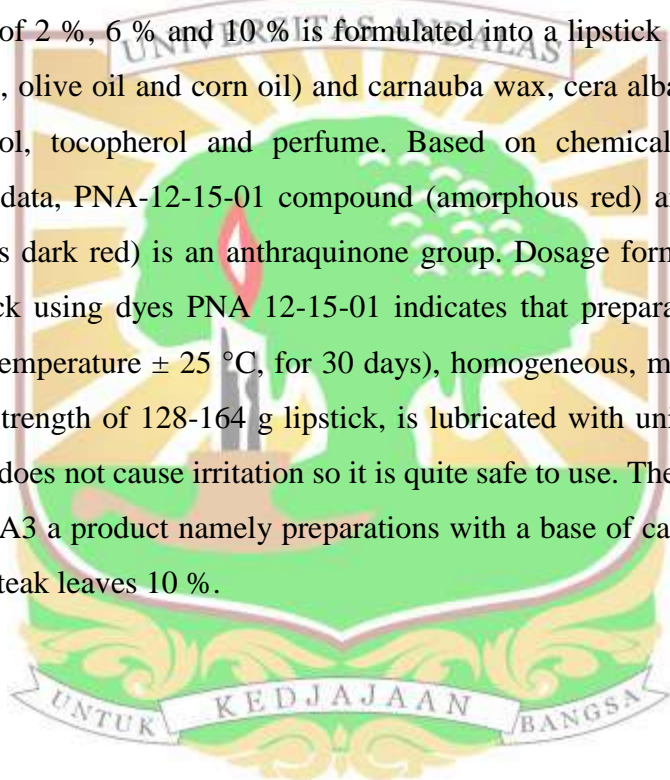 of 2 %, 6 % and 10 % is formulated into a lipstick
UNIVERSITAS ANDALAS
, olive oil and corn oil) and carnauba wax, cera alba
ol, tocopherol and perfume. Based on chemical
data, PNA-12-15-01 compound (amorphous red)
s dark red) is an anthraquinone group. Dosage form
ck using dyes PNA 12-15-01 indicates that prepara
emperature ± 25 °C, for 30 days), homogeneous, m
trength of 128-164 g lipstick, is lubricated with uni
does not cause irritation so it is quite safe to use. The
A3 a product namely preparations with a base of ca
teak leaves 10 %.
UNTUK KEDJAJAAN BANGSA